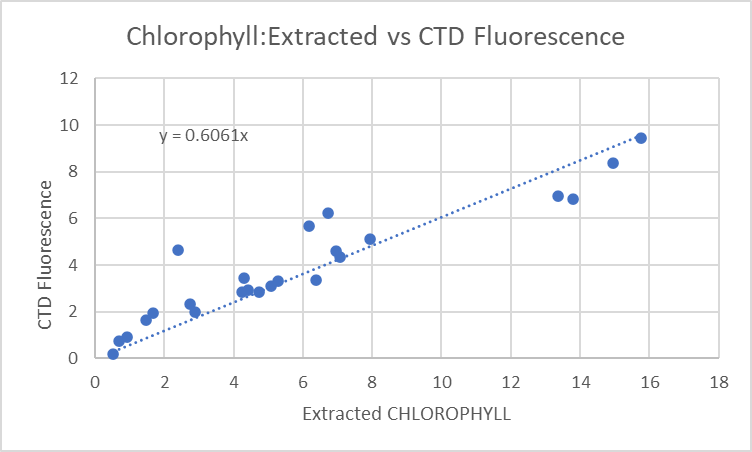 Chlorophyll:Extracted vs CTD Fluorescence
12
10
y = 0.6061x
8
6
4
2
0
CTD Fluorescence
0 2 4 6 8 10 12 14 16 18
Extracted CHLOROPHYLL